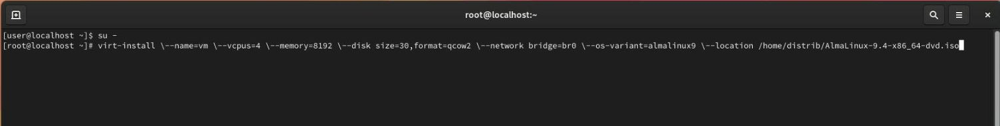 root@localhost:~
[user@localhost ~]$ su -
[root@localhost ~]# virt-install \--name=vm \--vcpus=4 \--memory=8192 \--disk size=30,format=qcow2 \--network bridge=br0 \--os-variant=almalinux9 \--location /home/distrib/AlmaLinux-9.4-x86_64-dvd.iso